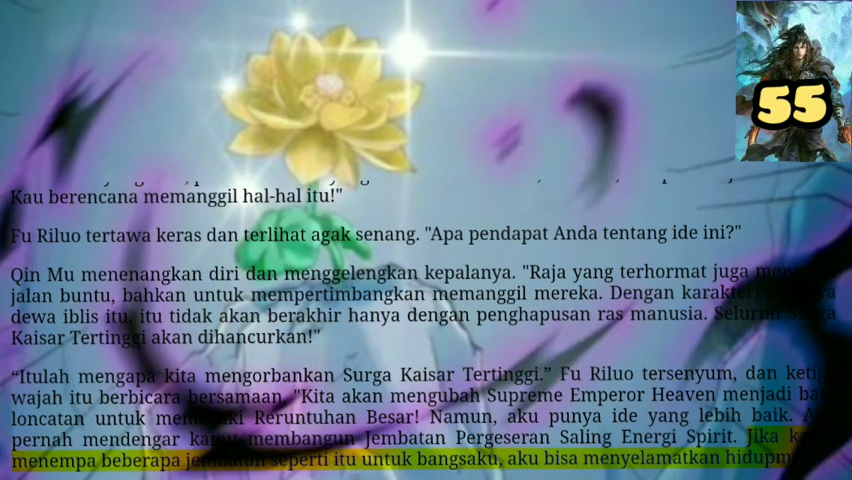 55
Kau berencana memanggil hal-hal itu!"
Fu Riluo tertawa keras dan terlihat agak senang. "Apa pendapat Anda tentang ide ini?"
Qin Mu menenangkan diri dan menggelengkan kepalanya. "Raja yang terhormat juga
jalan buntu, bahkan untuk mempertimbangkan memanggil mereka. Dengan
dewa iblis itu, itu tidak akan berakhir hanya dengan penghapusan ras manusia. Seluruh Surga
Kaisar Tertinggi akan dihancurkan!"
“Itulah mengapa kita mengorbankan Surga Kaisar Tertinggi.” Fu Riluo tersenyum, dan
wajah itu berbicara bersamaan. "Kita akan mengubah Supreme Emperor Heaven menjadi
loncatan untuk Reruntuhan Besar! Namun, aku punya ide yang lebih baik.
pernah mendengar kamu membangun Jembatan Pergeseran Saling Energi Spirit. Jika
menempa beberapa jembatan seperti itu untuk bangsaku, aku bisa menyelamatkan